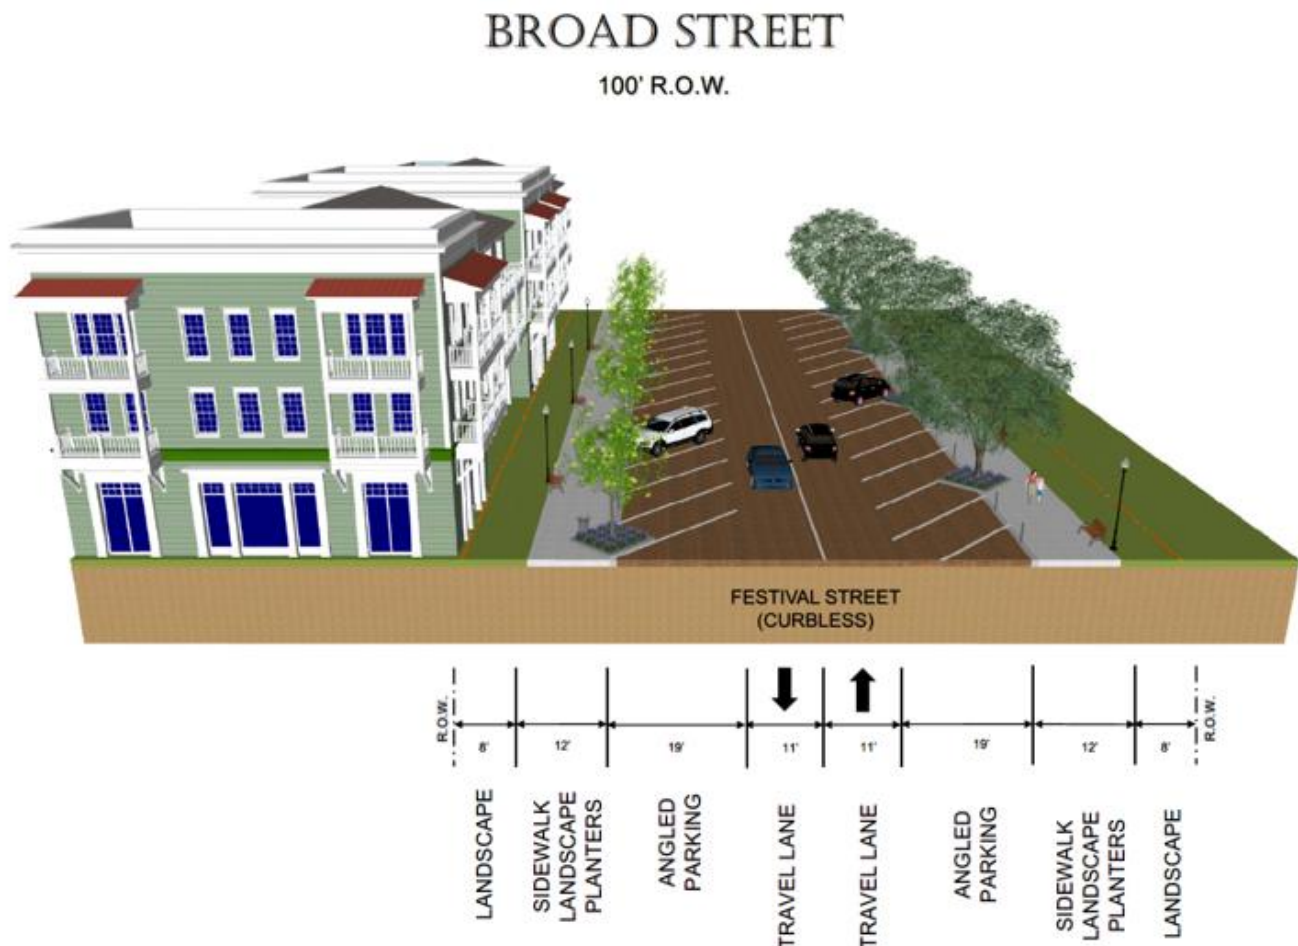 BROAD STREET
100' R.O.W.
FESTIVAL STREET
(CURBLESS)
R.O.W.
8'
12'
19'
11'
11'
19'
12'
8'
R.O.W.
LANDSCAPE
SIDEWALK
LANDSCAPE
PLANTERS
ANGLED
PARKING
TRAVEL LANE
TRAVEL LANE
ANGLED
PARKING
SIDEWALK
LANDSCAPE
PLANTERS
LANDSCAPE